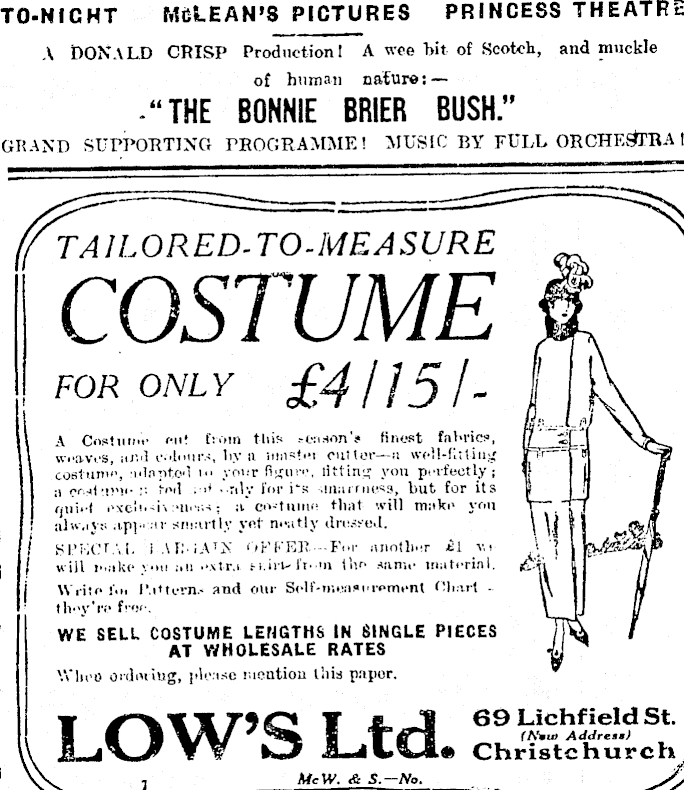 TO-NIGHT McLEAN'S PICTURES PRINCESS THEATRE
A DONALD CRISP Production! A wee bit of Scotch, and muckle
of human nature:—
"THE BONNIE BRIER BUSH."
GRAND SUPPORTING PROGRAMME! MUSIC BY FULL ORCHESTRA!
TAILORED-TO-MEASURE
COSTUME
FOR ONLY £4/15/-
A Costume cut from this season's finest fabrics,
weaves, and colours, by a master cutter—a well-fitting
costume, adapted to your figure, fitting you perfectly;
a costume not only for its smartness, but for its
quiet exclusiveness; a costume that will make you
always appear smartly yet neatly dressed.
SPECIAL BARGAIN OFFER—For another £1 we
will make you an extra skirt from the same material.
Write for Patterns and our Self-measurement Chart -
they're free.
WE SELL COSTUME LENGTHS IN SINGLE PIECES
AT WHOLESALE RATES
When ordering, please mention this paper.
LOW'S Ltd. 69 Lichfield St.
(New Address)
Christchurch
McW. & S.—No.